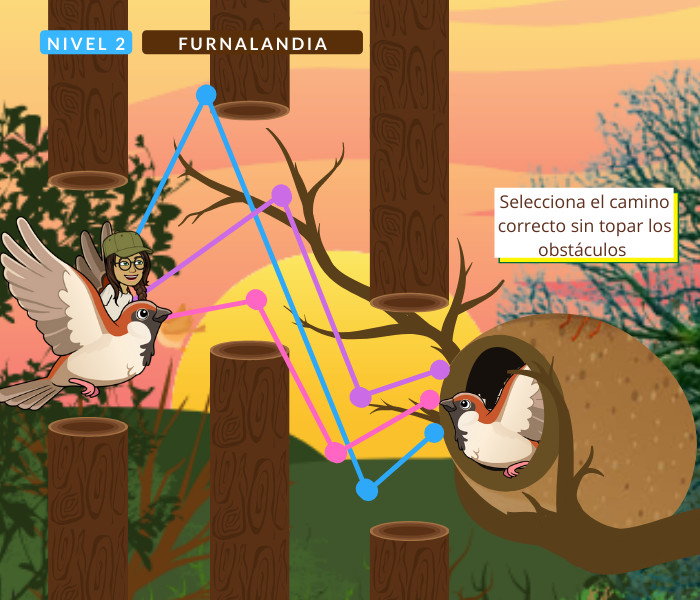 NIVEL 2
FURNALANDIA
Selecciona el camino
correcto sin topar los
obstáculos